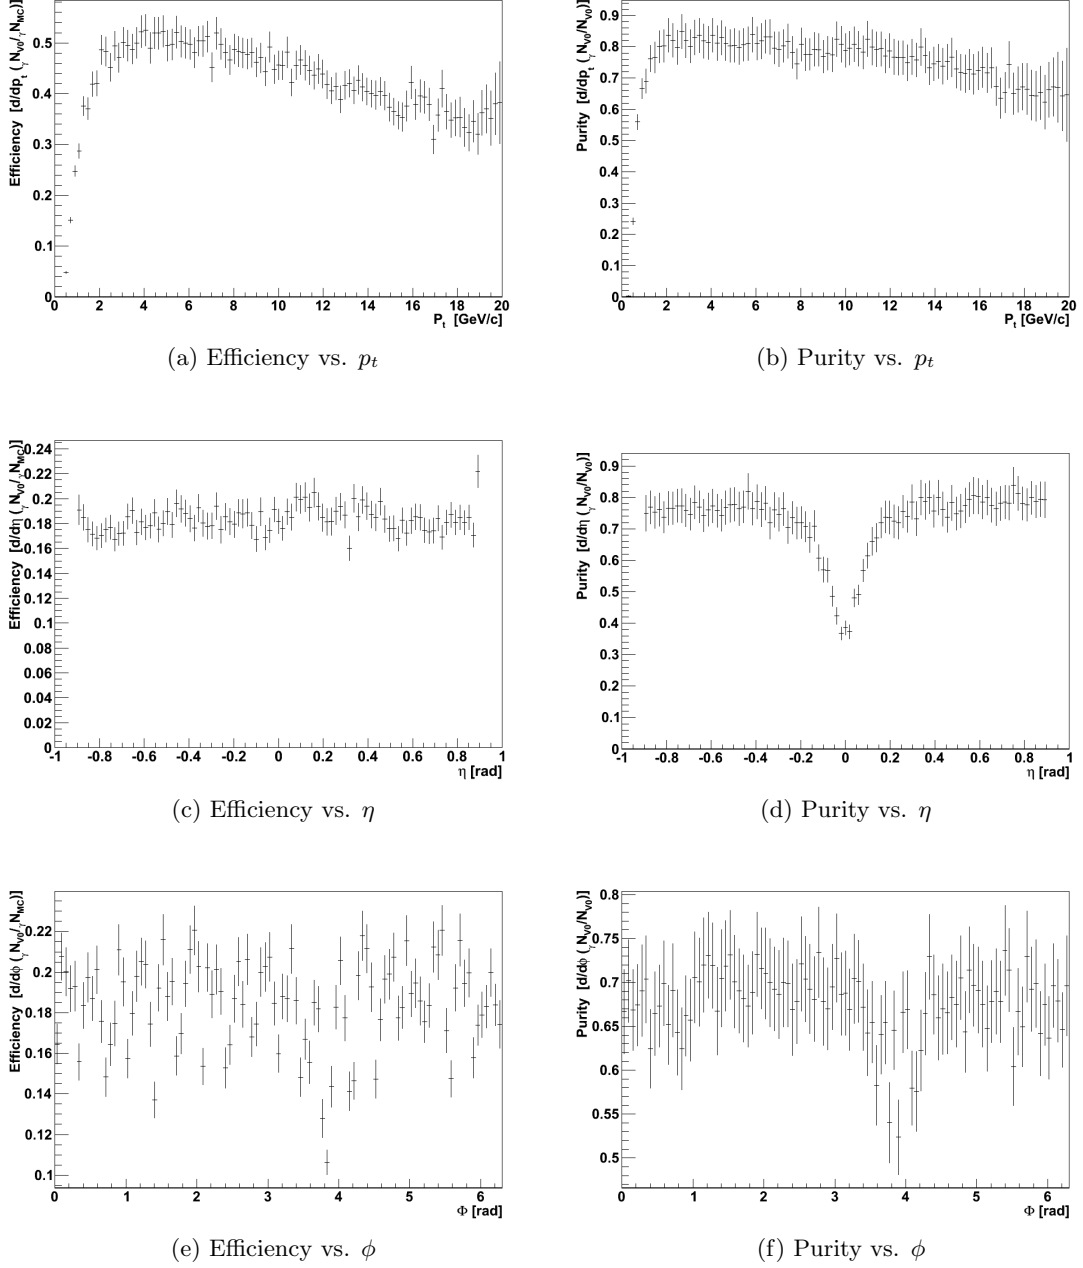 Efficiency [d/dp_t (γN_V0/γN_MC)]
0.5
0.4
0.3
0.2
0.1
0
0 2 4 6 8 10 12 14 16 18 20
P_t [GeV/c]
(a) Efficiency vs. p_t
Purity [d/dp_t (γN_V0/N_V0)]
0.9
0.8
0.7
0.6
0.5
0.4
0.3
0.2
0.1
0
0 2 4 6 8 10 12 14 16 18 20
P_t [GeV/c]
(b) Purity vs. p_t
Efficiency [d/dη (γN_V0/γN_MC)]
0.24
0.22
0.2
0.18
0.16
0.14
0.12
0.1
0.08
0.06
0.04
0.02
0
-1 -0.8 -0.6 -0.4 -0.2 0 0.2 0.4 0.6 0.8 1
η [rad]
(c) Efficiency vs. η
Purity [d/dη (γN_V0/N_V0)]
0.9
0.8
0.7
0.6
0.5
0.4
0.3
0.2
0.1
0
-1 -0.8 -0.6 -0.4 -0.2 0 0.2 0.4 0.6 0.8 1
η [rad]
(d) Purity vs. η
Efficiency [d/dϕ (γN_V0/γN_MC)]
0.22
0.2
0.18
0.16
0.14
0.12
0.1
0 1 2 3 4 5 6
Φ [rad]
(e) Efficiency vs. ϕ
Purity [d/dϕ (γN_V0/N_V0)]
0.8
0.75
0.7
0.65
0.6
0.55
0.5
0 1 2 3 4 5 6
Φ [rad]
(f) Purity vs. ϕ